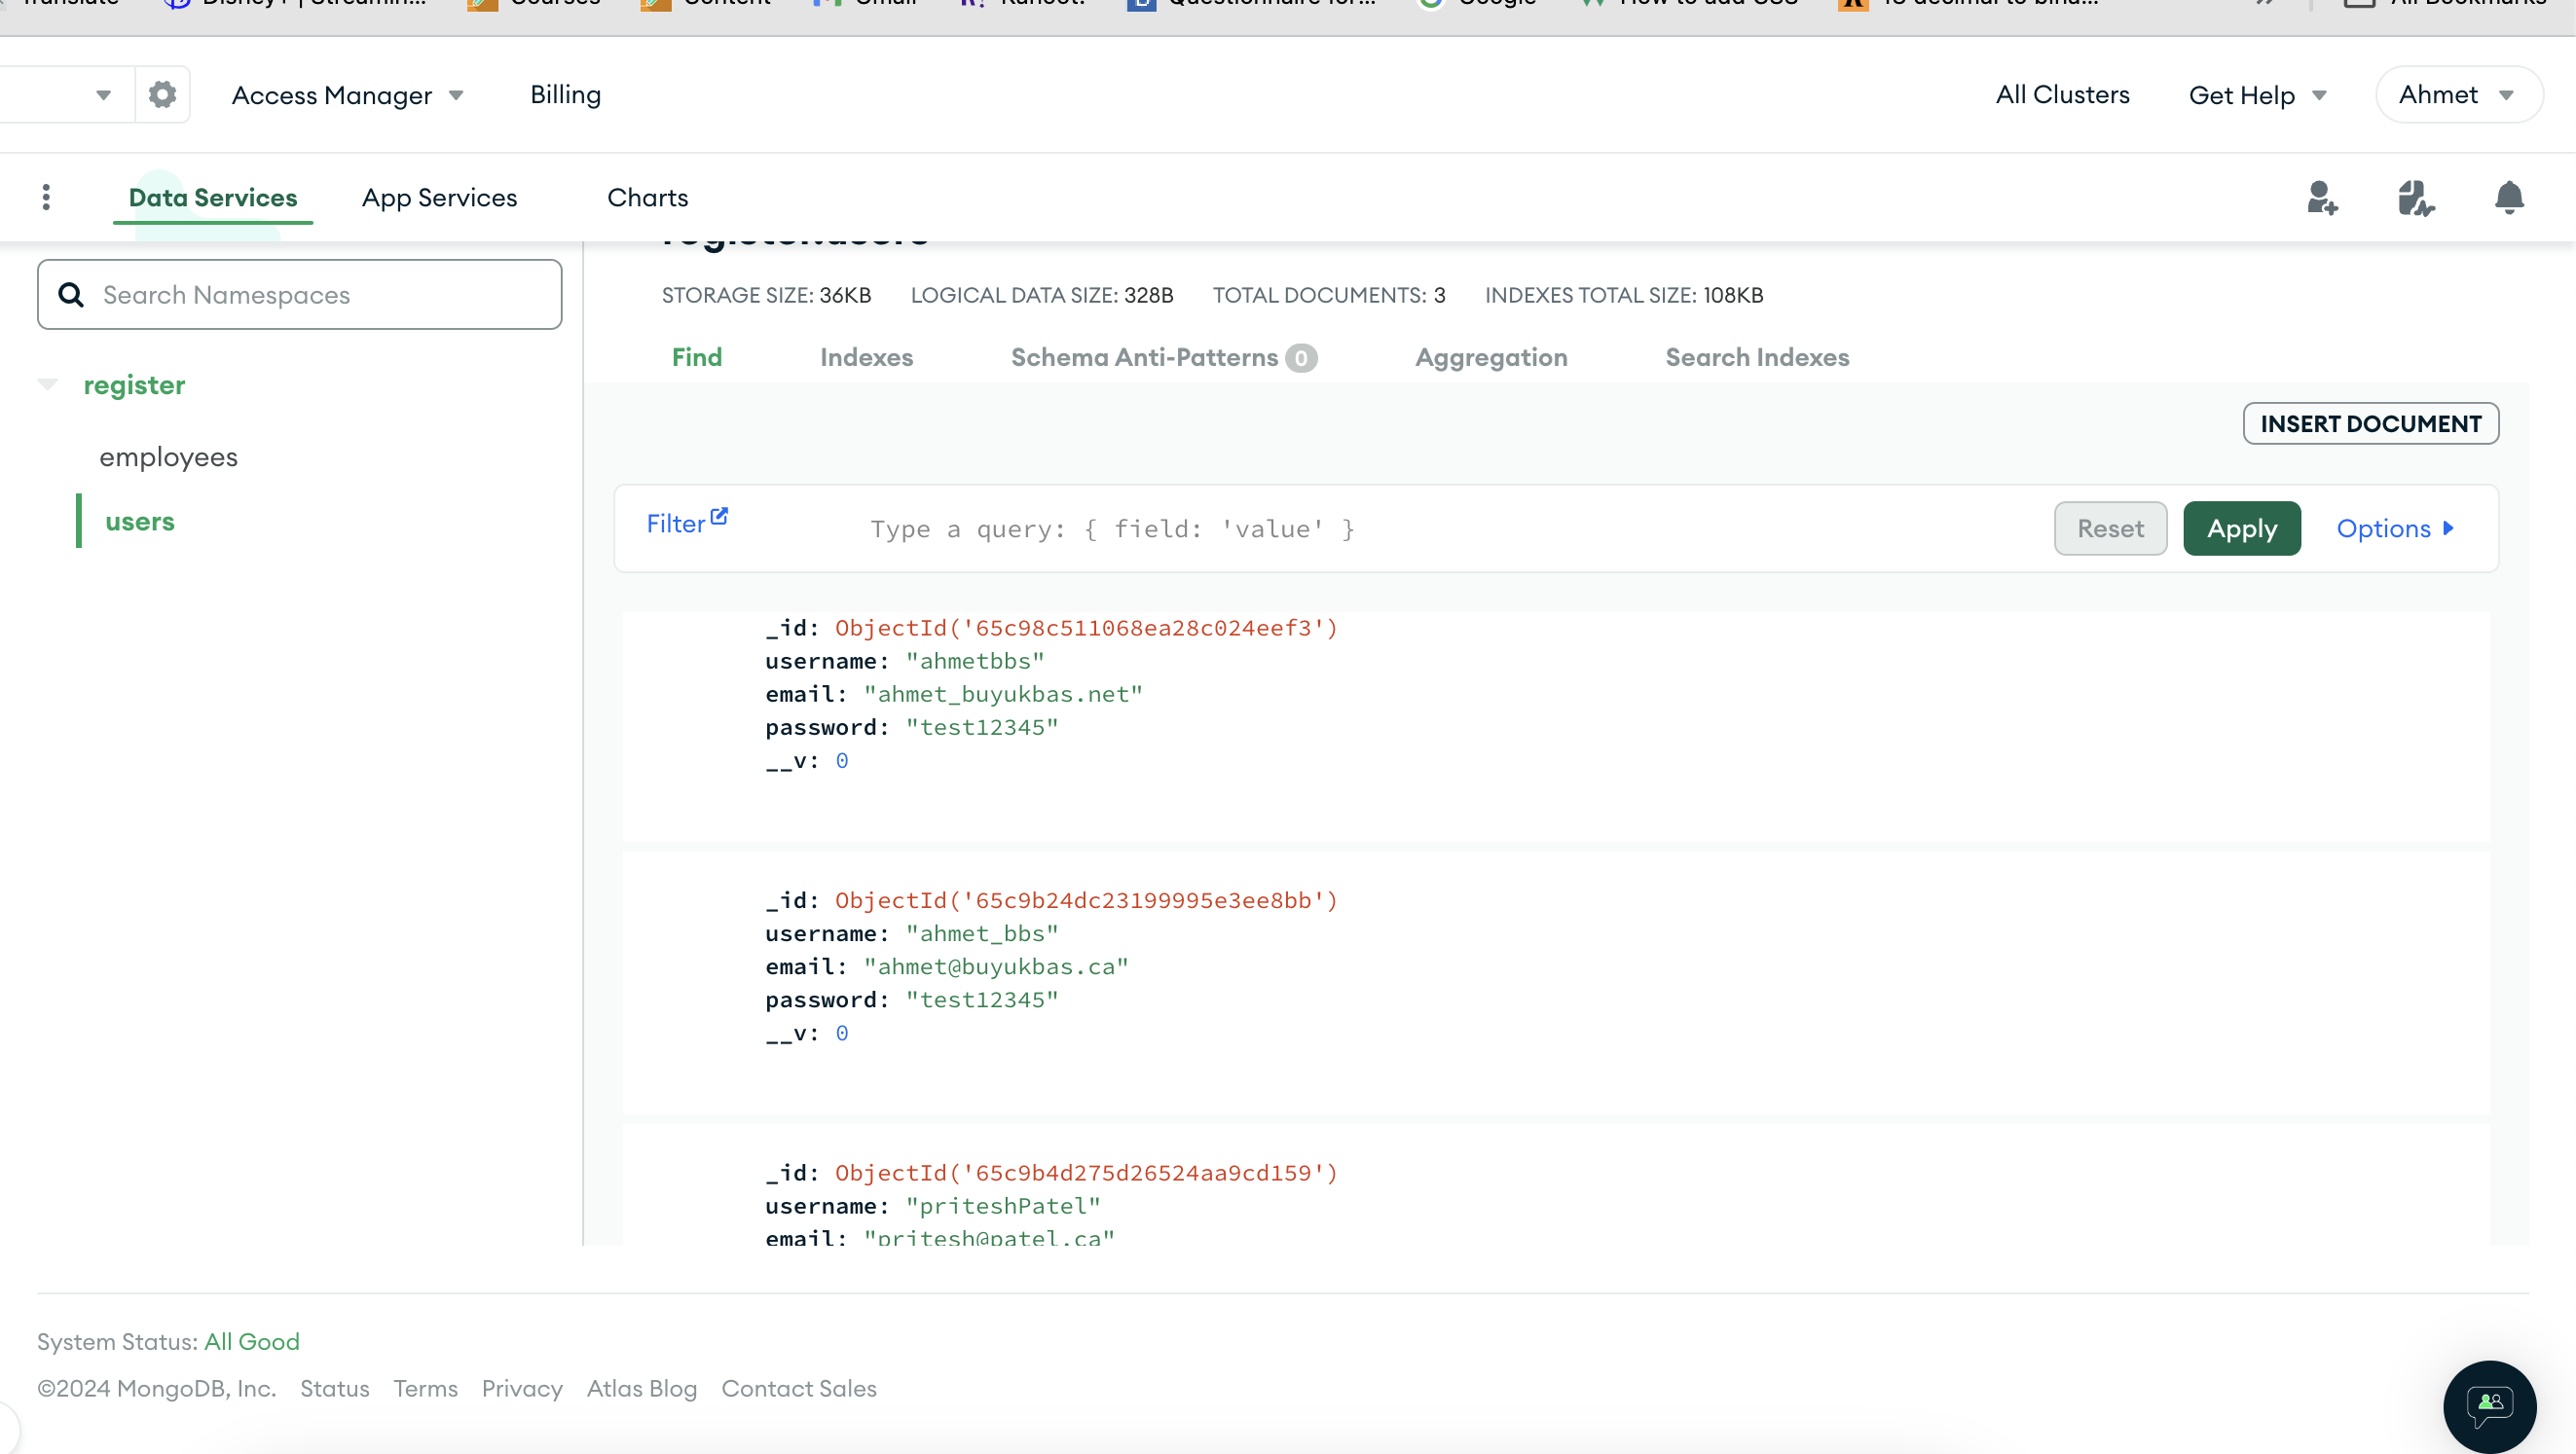 Translate Disney+ | Streamin... Courses Content Gmail Kahoot! Questionnaire for... Google How to add CSS 18 decimal to bina... » All Bookmarks
Access Manager Billing All Clusters Get Help Ahmet
Data Services App Services Charts
register.users
Search Namespaces
STORAGE SIZE: 36KB LOGICAL DATA SIZE: 328B TOTAL DOCUMENTS: 3 INDEXES TOTAL SIZE: 108KB
Find Indexes Schema Anti-Patterns 0 Aggregation Search Indexes
register
INSERT DOCUMENT
employees
users
Filter Type a query: { field: 'value' } Reset Apply Options
_id: ObjectId('65c98c511068ea28c024eef3')
username: "ahmetbbs"
email: "ahmet_buyukbas.net"
password: "test12345"
__v: 0
_id: ObjectId('65c9b24dc23199995e3ee8bb')
username: "ahmet_bbs"
email: "ahmet@buyukbas.ca"
password: "test12345"
__v: 0
_id: ObjectId('65c9b4d275d26524aa9cd159')
username: "priteshPatel"
email: "pritesh@patel.ca"
System Status: All Good
©2024 MongoDB, Inc. Status Terms Privacy Atlas Blog Contact Sales